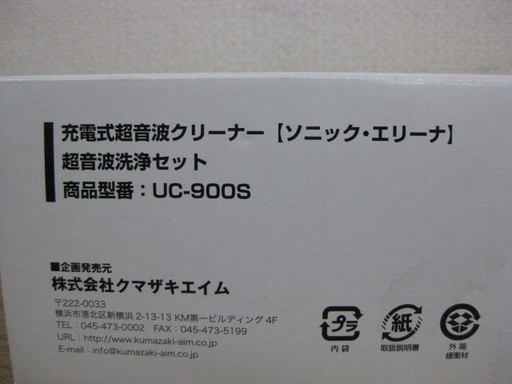 充電式超音波クリーナー【ソニック・エリーナ】
超音波洗浄セット
商品型番：UC-900S
■企画発売元
株式会社クマザキエイム
〒222-0033
横浜市港北区新横浜 2-13-13 KM第一ビルディング 4F
TEL：045-473-0002　FAX：045-473-5199
URL：http://www.kumazaki-aim.co.jp
E-mail：info@kumazaki-aim.co.jp
プラ
内袋
紙
取扱説明書
外箱
緩衝材